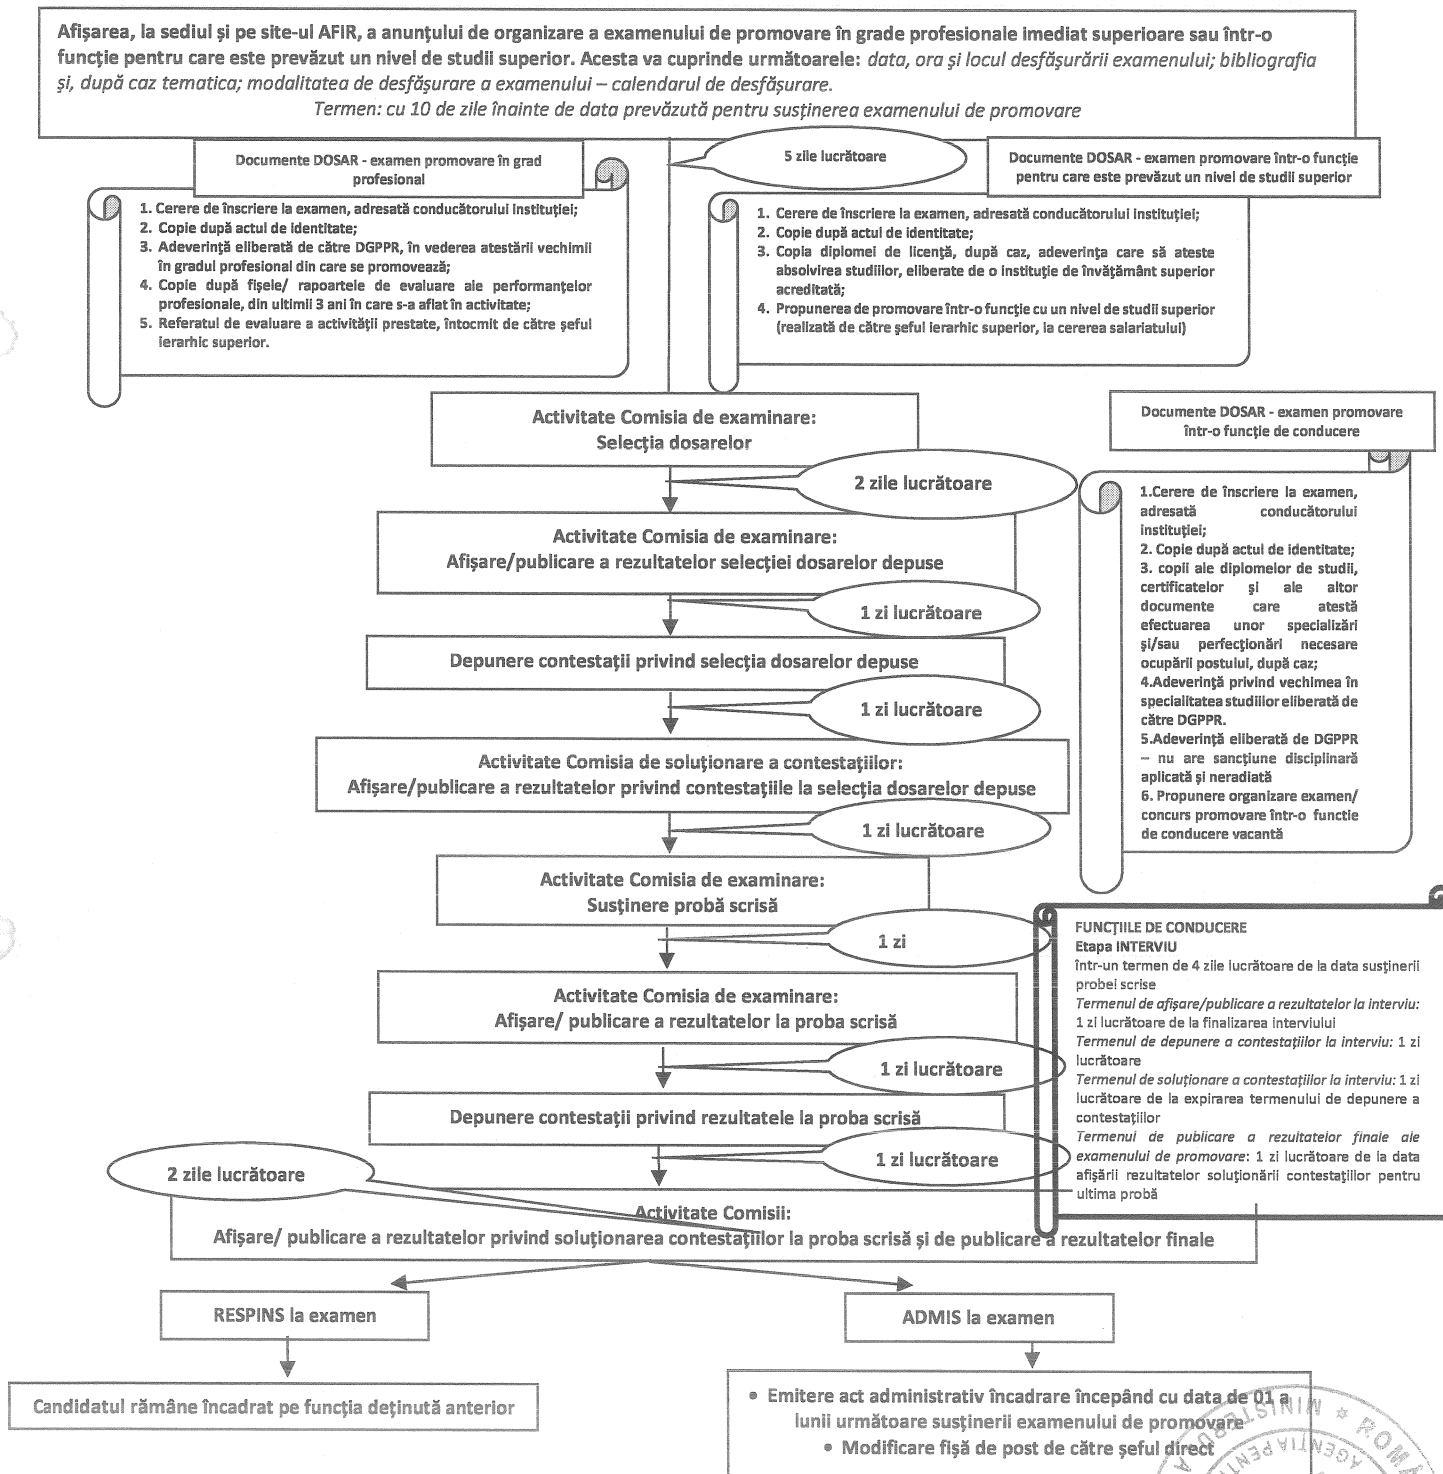 Afișarea, la sediul și pe site-ul AFIR, a anunțului de organizare a examenului de promovare în grade profesionale imediat superioare sau într-o
funcție pentru care este prevăzut un nivel de studii superior. Acesta va cuprinde următoarele: data, ora și locul desfășurării examenului; bibliografia
și, după caz tematica; modalitatea de desfășurare a examenului – calendarul de desfășurare.
Termen: cu 10 de zile înainte de data prevăzută pentru susținerea examenului de promovare
5 zile lucrătoare
Documente DOSAR - examen promovare în grad
profesional
1. Cerere de înscriere la examen, adresată conducătorului instituției;
2. Copie după actul de identitate;
3. Adeverință eliberată de către DGPPR, în vederea atestării vechimii
în gradul profesional din care se promovează;
4. Copie după fișele/ rapoartele de evaluare ale performanțelor
profesionale, din ultimii 3 ani în care s-a aflat în activitate;
5. Referatul de evaluare a activității prestate, întocmit de către șeful
ierarhic superior.
Documente DOSAR - examen promovare într-o funcție
pentru care este prevăzut un nivel de studii superior
1. Cerere de înscriere la examen, adresată conducătorului instituției;
2. Copie după actul de identitate;
3. Copia diplomei de licență, după caz, adeverința care să ateste
absolvirea studiilor, eliberate de o instituție de învățământ superior
acreditată;
4. Propunerea de promovare într-o funcție cu un nivel de studii superior
(realizată de către șeful ierarhic superior, la cererea salariatului)
Activitate Comisia de examinare:
Selecția dosarelor
2 zile lucrătoare
Activitate Comisia de examinare:
Afișare/publicare a rezultatelor selecției dosarelor depuse
1 zi lucrătoare
Depunere contestații privind selecția dosarelor depuse
1 zi lucrătoare
Activitate Comisia de soluționare a contestațiilor:
Afișare/publicare a rezultatelor privind contestațiile la selecția dosarelor depuse
1 zi lucrătoare
Activitate Comisia de examinare:
Susținere probă scrisă
1 zi
Activitate Comisia de examinare:
Afișare/ publicare a rezultatelor la proba scrisă
1 zi lucrătoare
Depunere contestații privind rezultatele la proba scrisă
1 zi lucrătoare
2 zile lucrătoare
Activitate Comisii:
Afișare/ publicare a rezultatelor privind soluționarea contestațiilor la proba scrisă și de publicare a rezultatelor finale
Documente DOSAR - examen promovare
într-o funcție de conducere
1.Cerere de înscriere la examen,
adresată conducătorului
instituției;
2. Copie după actul de identitate;
3. copii ale diplomelor de studii,
certificatelor și ale altor
documente care atestă
efectuarea unor specializări
și/sau perfecționări necesare
ocupării postului, după caz;
4.Adeverință privind vechimea în
specialitatea studiilor eliberată de
către DGPPR.
5.Adeverință eliberată de DGPPR
– nu are sancțiune disciplinară
aplicată și neradiată
6. Propunere organizare examen/
concurs promovare într-o functie
de conducere vacantă
FUNCȚIILE DE CONDUCERE
Etapa INTERVIU
într-un termen de 4 zile lucrătoare de la data susținerii
probei scrise
Termenul de afișare/publicare a rezultatelor la interviu:
1 zi lucrătoare de la finalizarea interviului
Termenul de depunere a contestațiilor la interviu: 1 zi
lucrătoare
Termenul de soluționare a contestațiilor la interviu: 1 zi
lucrătoare de la expirarea termenului de depunere a
contestațiilor
Termenul de publicare a rezultatelor finale ale
examenului de promovare: 1 zi lucrătoare de la data
afișării rezultatelor soluționării contestațiilor pentru
ultima probă
RESPINS la examen
Candidatul rămâne încadrat pe funcția deținută anterior
ADMIS la examen
• Emitere act administrativ încadrare începând cu data de 01 a
lunii următoare susținerii examenului de promovare
• Modificare fișă de post de către șeful direct